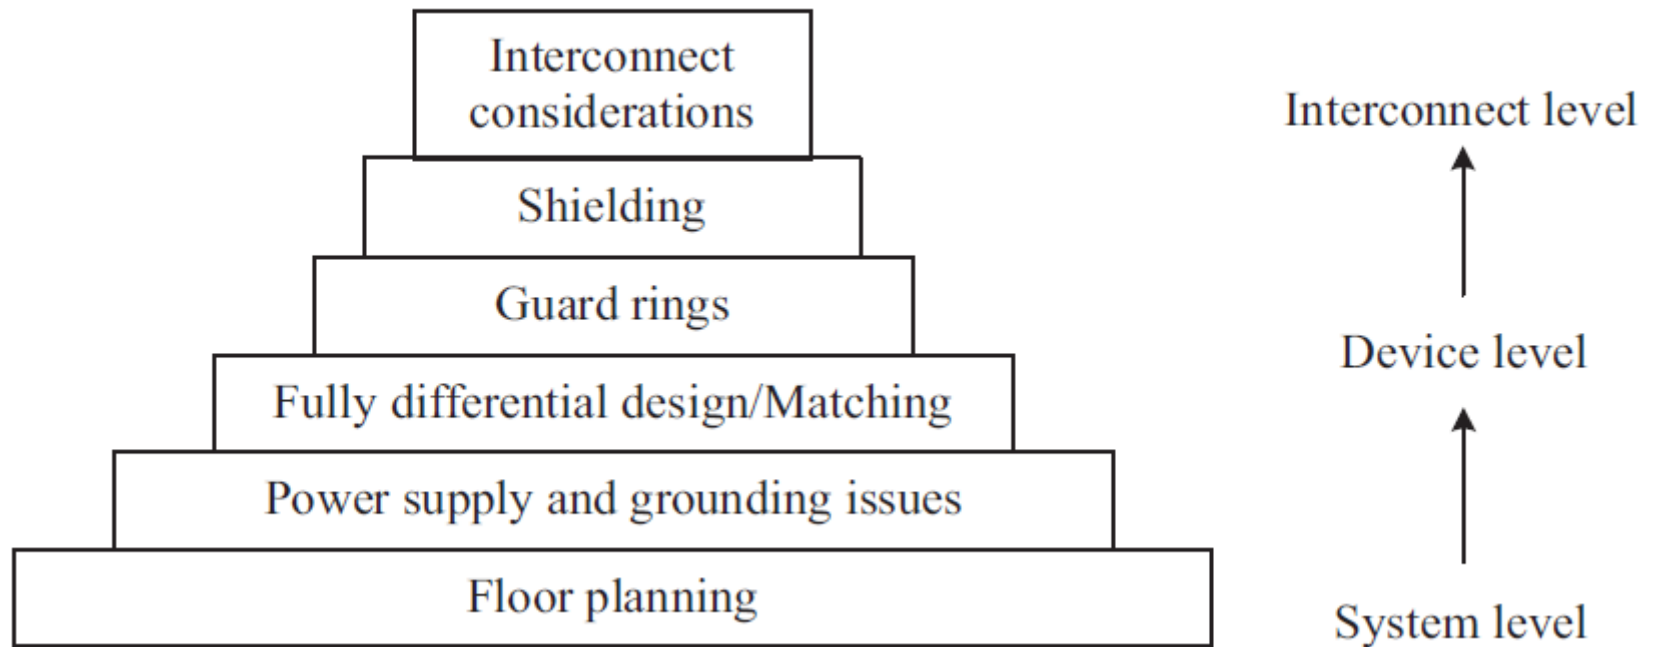 Interconnect
considerations
Shielding
Guard rings
Fully differential design/Matching
Power supply and grounding issues
Floor planning
Interconnect level
Device level
System level